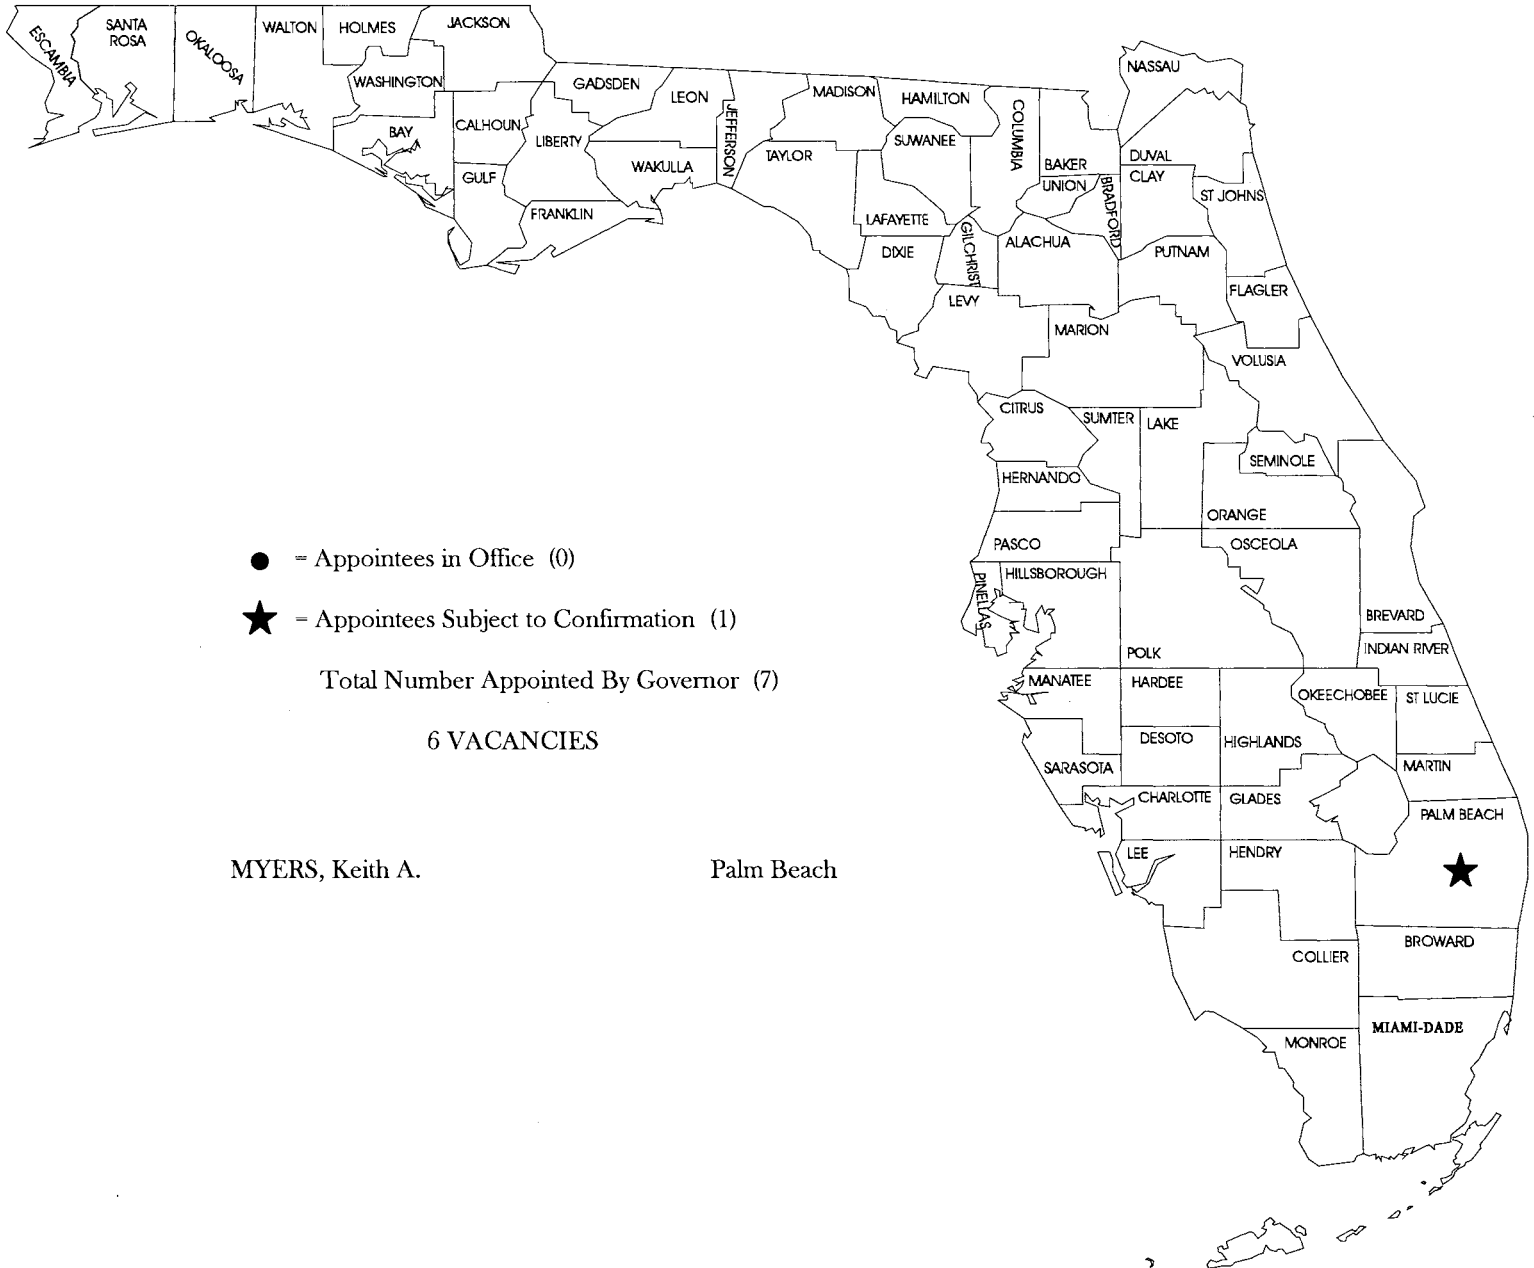 ESCAMBIA
SANTA
ROSA
OKALOOSA
WALTON
HOLMES
JACKSON
WASHINGTON
BAY
CALHOUN
GULF
LIBERTY
GADSDEN
FRANKLIN
LEON
WAKULLA
JEFFERSON
MADISON
TAYLOR
HAMILTON
SUWANEE
LAFAYETTE
DIXIE
GILCHRIST
COLUMBIA
BAKER
UNION
BRADFORD
ALACHUA
LEVY
NASSAU
DUVAL
CLAY
ST JOHNS
PUTNAM
FLAGLER
MARION
VOLUSIA
CITRUS
SUMTER
LAKE
SEMINOLE
HERNANDO
ORANGE
PASCO
OSCEOLA
HILLSBOROUGH
PINELLAS
BREVARD
INDIAN RIVER
POLK
MANATEE
HARDEE
OKEECHOBEE
ST LUCIE
DESOTO
HIGHLANDS
SARASOTA
MARTIN
CHARLOTTE
GLADES
PALM BEACH
LEE
HENDRY
BROWARD
COLLIER
MIAMI-DADE
MONROE
= Appointees in Office (0)
= Appointees Subject to Confirmation (1)
Total Number Appointed By Governor (7)
6 VACANCIES
MYERS, Keith A. Palm Beach